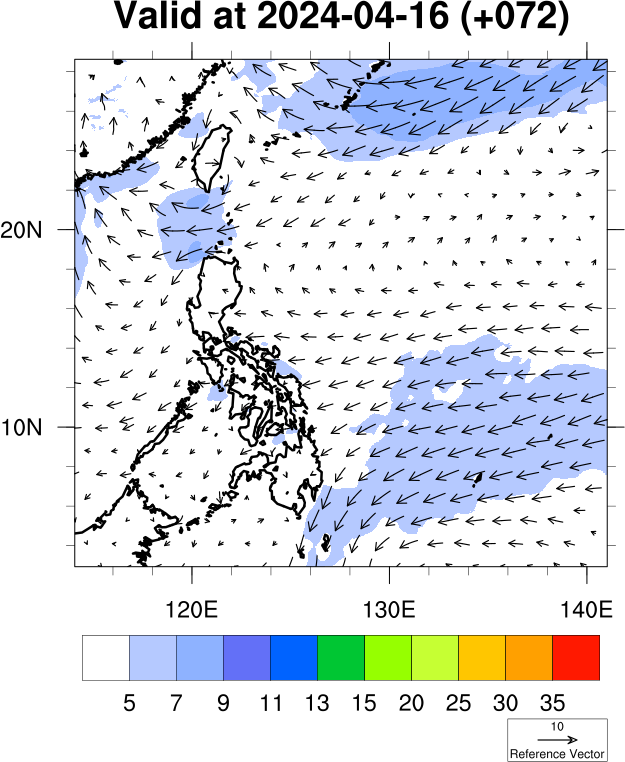 Valid at 2024-04-16 (+072)
20N
10N
120E 130E 140E
5 7 9 11 13 15 20 25 30 35
10
Reference Vector